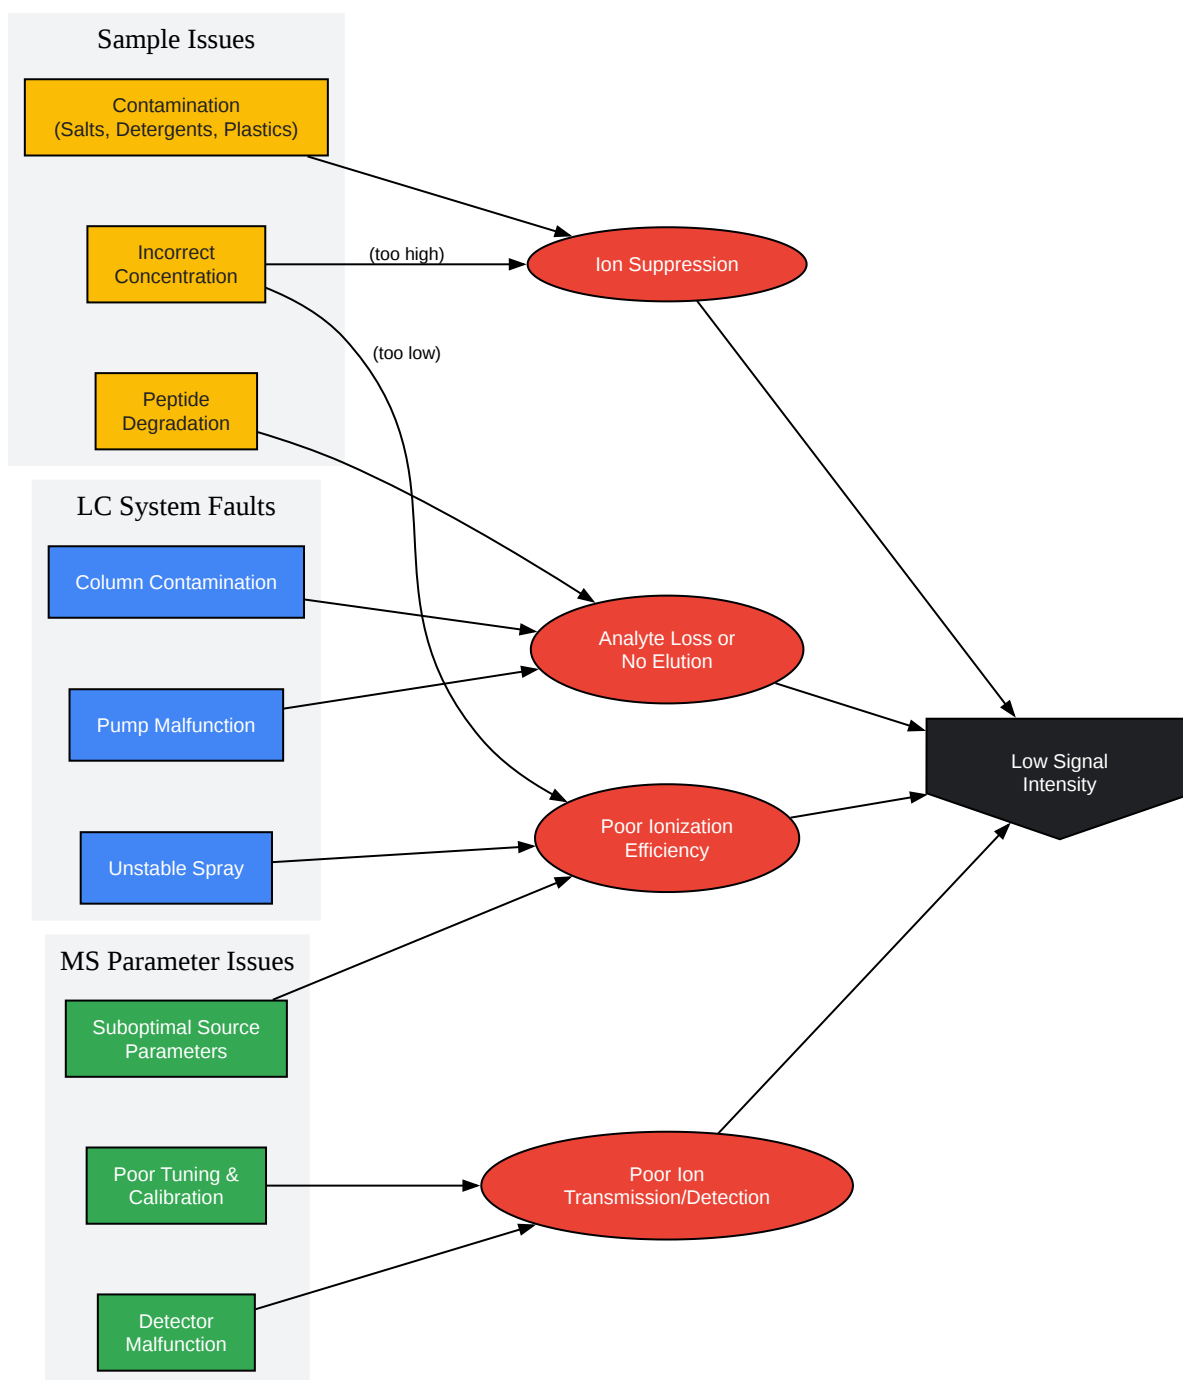 Sample Issues
Contamination
(Salts, Detergents, Plastics)
Incorrect
Concentration
(too high)
Ion Suppression
(too low)
Peptide
Degradation
LC System Faults
Column Contamination
Analyte Loss or
No Elution
Pump Malfunction
Low Signal
Intensity
Unstable Spray
Poor Ionization
Efficiency
MS Parameter Issues
Suboptimal Source
Parameters
Poor Tuning &
Calibration
Poor Ion
Transmission/Detection
Detector
Malfunction